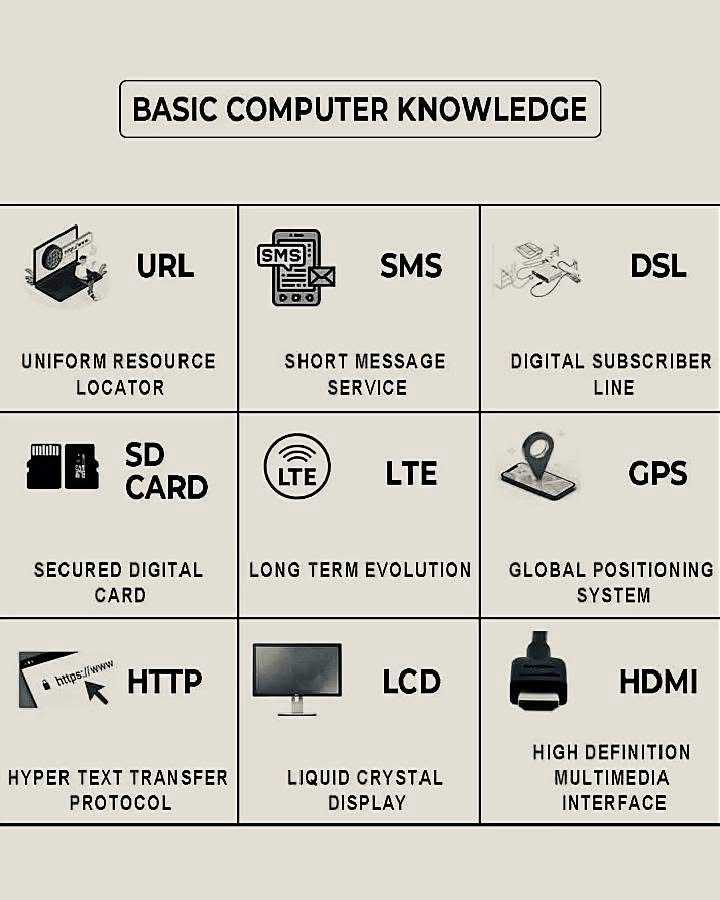 BASIC COMPUTER KNOWLEDGE
URL
UNIFORM RESOURCE
LOCATOR
SMS
SMS
SHORT MESSAGE
SERVICE
DSL
DIGITAL SUBSCRIBER
LINE
SD
CARD
SECURED DIGITAL
CARD
LTE
LTE
LONG TERM EVOLUTION
GPS
GLOBAL POSITIONING
SYSTEM
https://www
HTTP
HYPER TEXT TRANSFER
PROTOCOL
LCD
LIQUID CRYSTAL
DISPLAY
HDMI
HIGH DEFINITION
MULTIMEDIA
INTERFACE